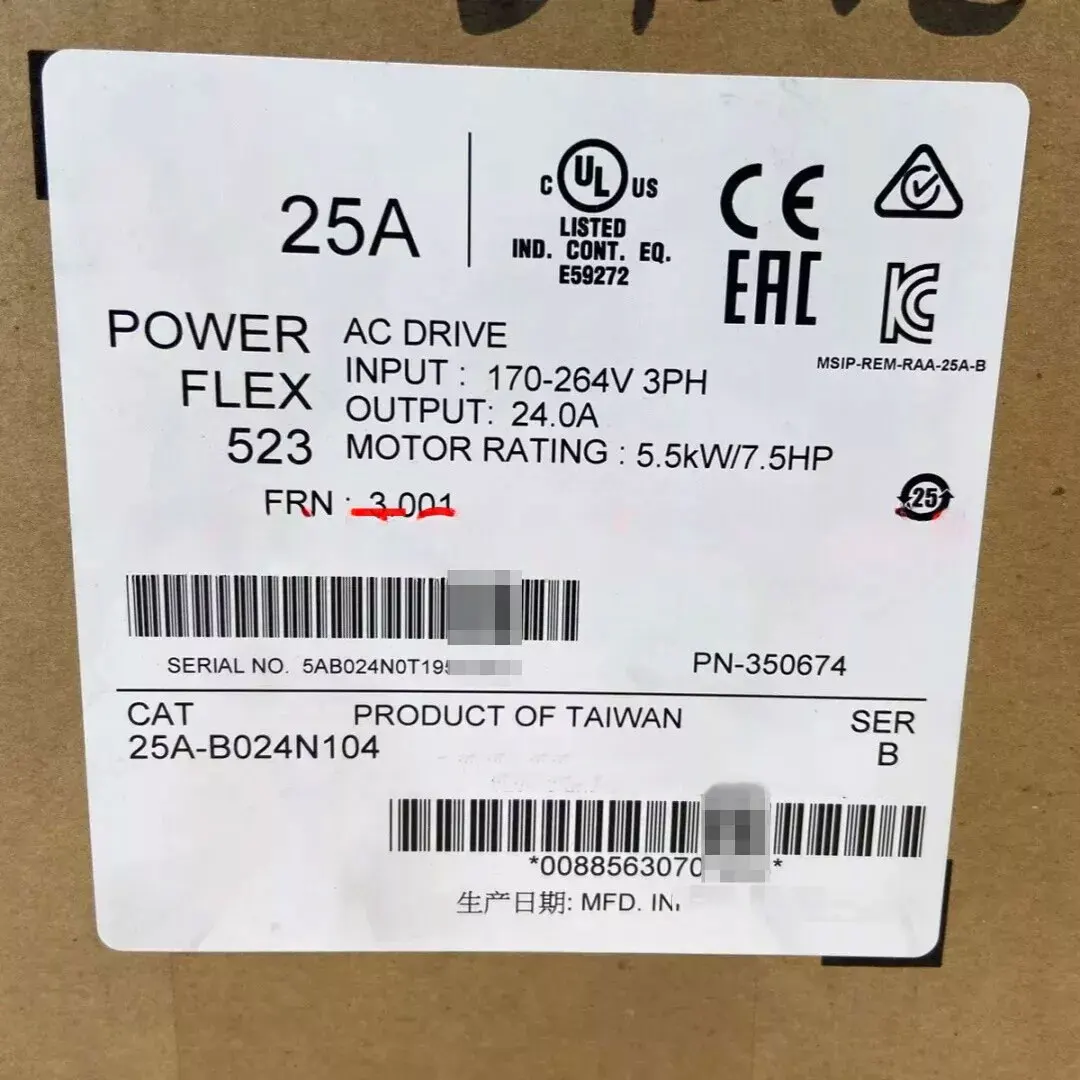 25A
C UL US
LISTED
IND. CONT. EQ.
E59272
CE
EAC
KC
MSIP-REM-RAA-25A-B
POWER
FLEX
523
AC DRIVE
INPUT : 170-264V 3PH
OUTPUT: 24.0A
MOTOR RATING : 5.5kW/7.5HP
FRN : 3.001
25
SERIAL NO. 5AB024N0T19
PN-350674
CAT
25A-B024N104
PRODUCT OF TAIWAN
SER
B
*0088563070 *
生产日期: MFD. IN